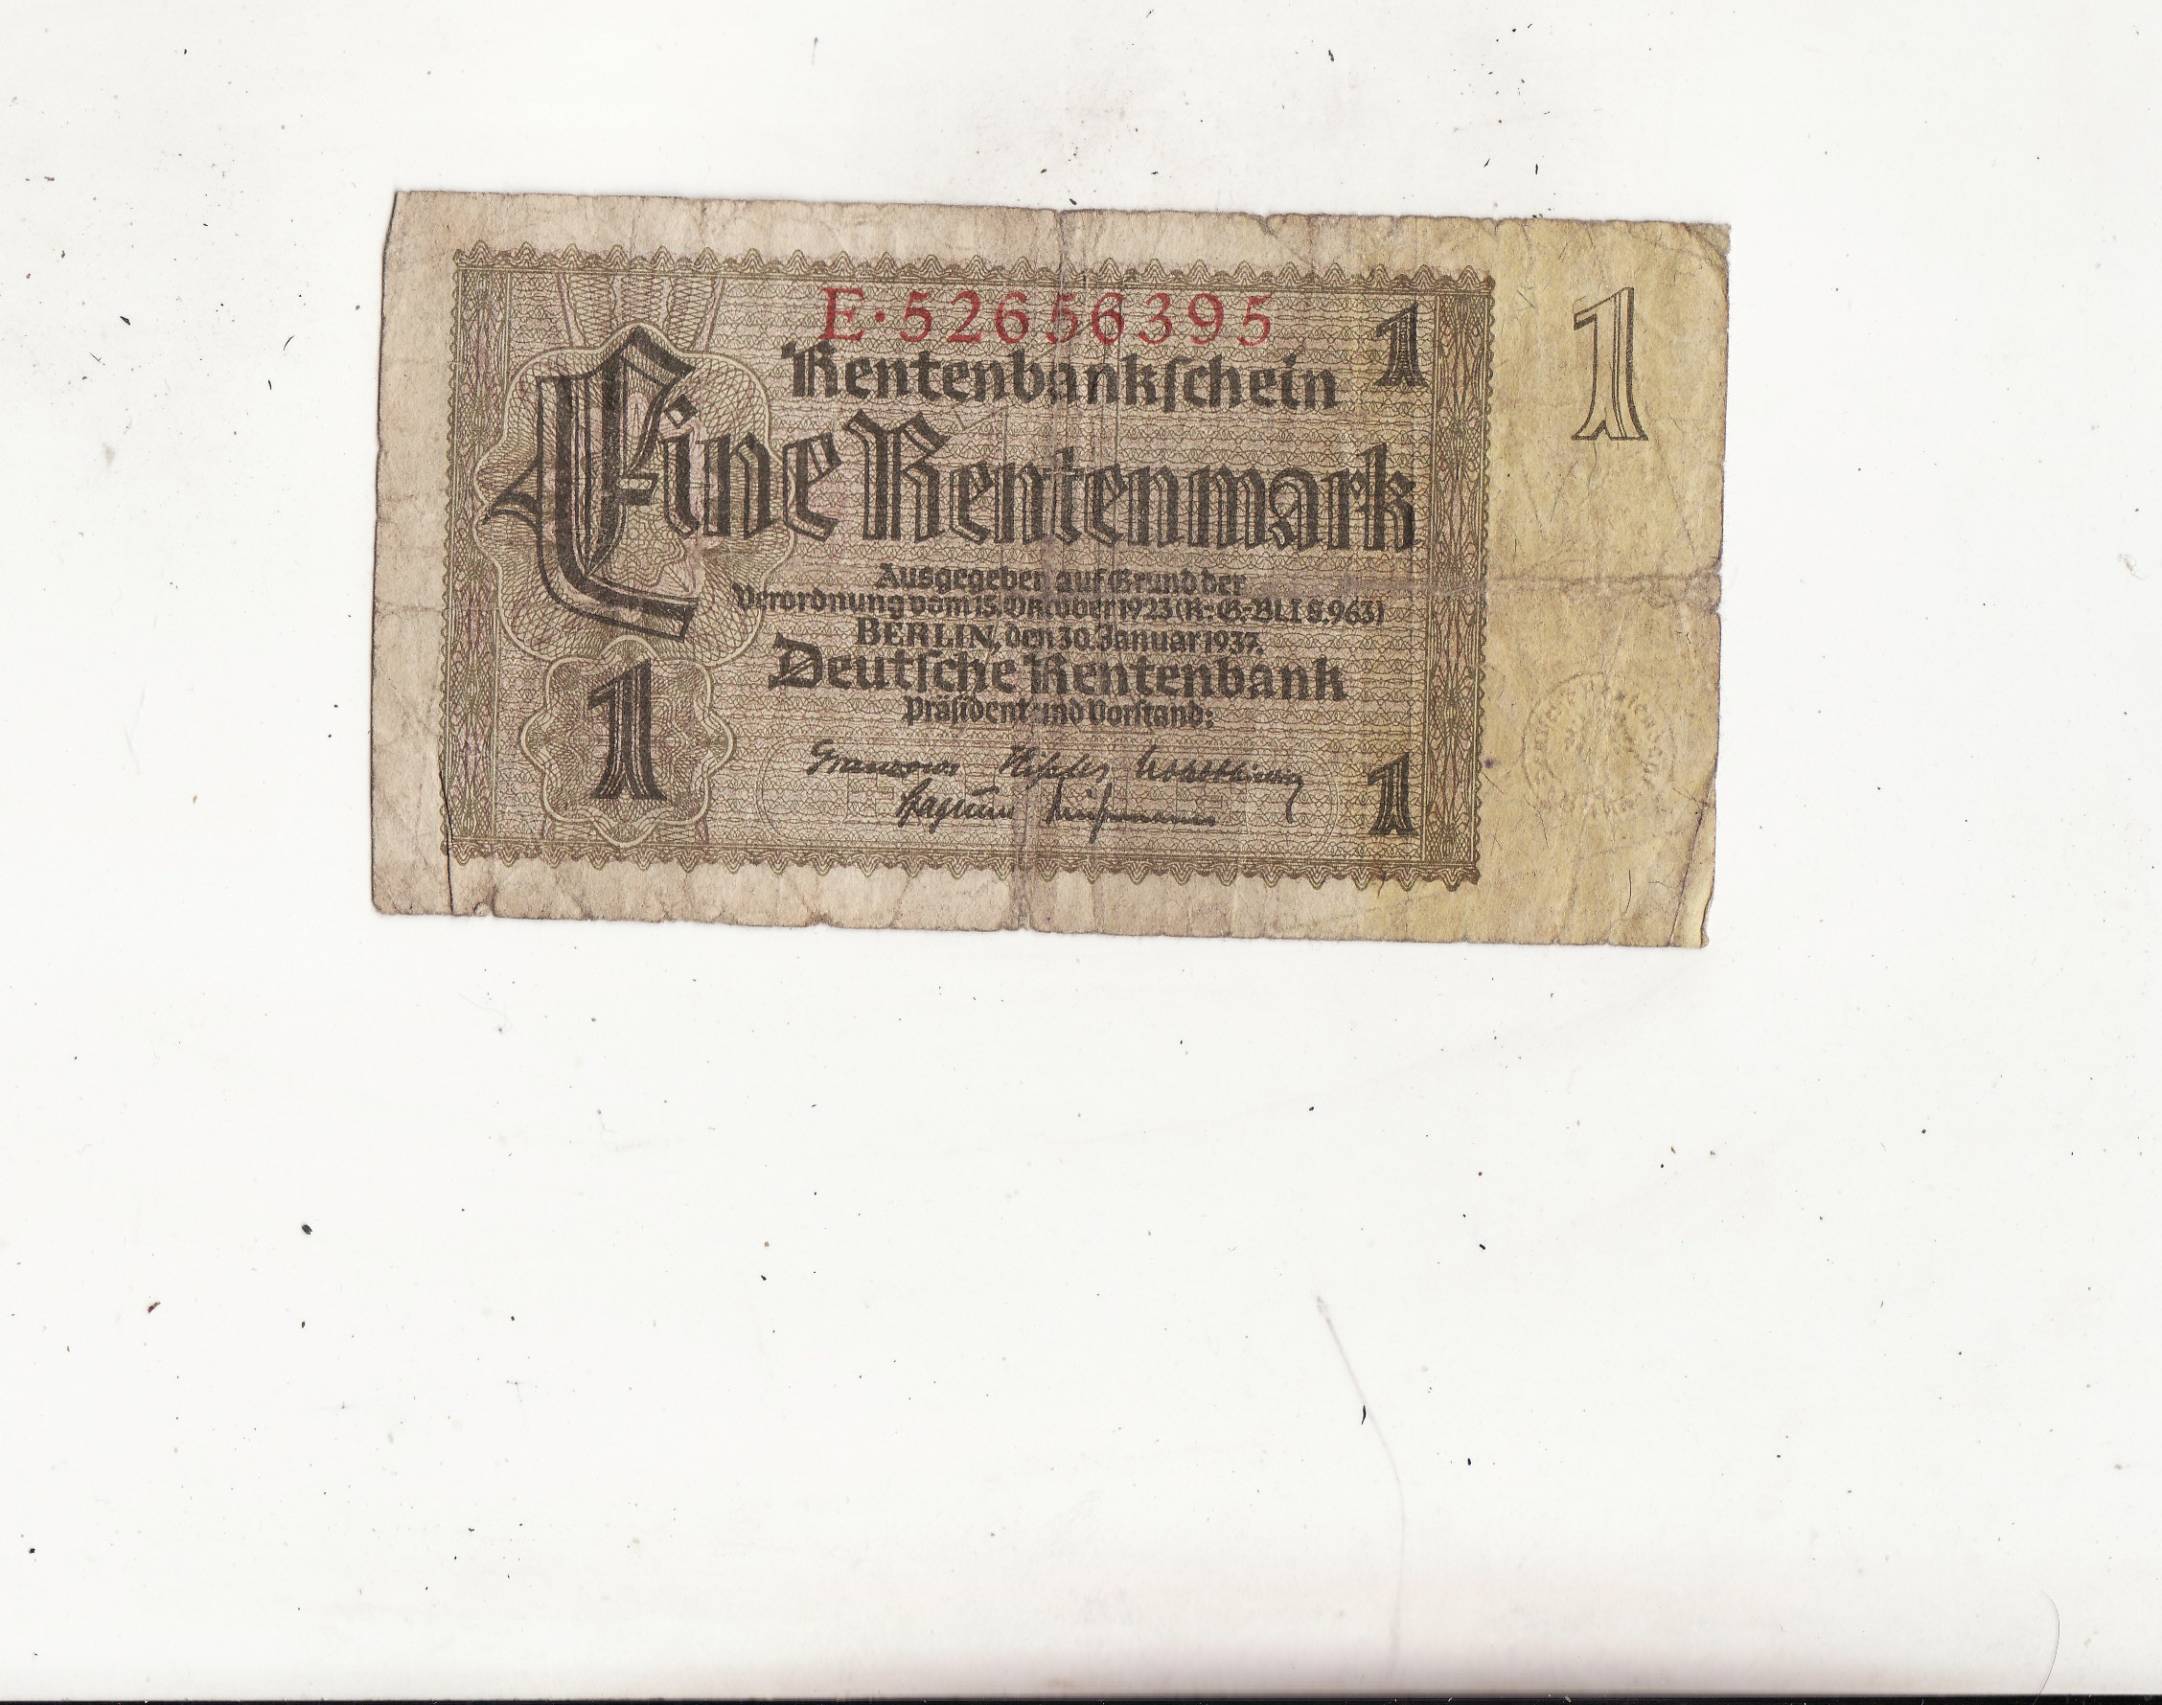 E·52656395
Rentenbankſchein
1
1
Eine Rentenmark
Ausgegeben auf Grund der
Verordnung vom 15. Oktober 1923 (R.-G.-Bl. I S. 963)
BERLIN, den 30. Januar 1937.
Deutſche Rentenbank
Präſident und Vorſtand:
1
1